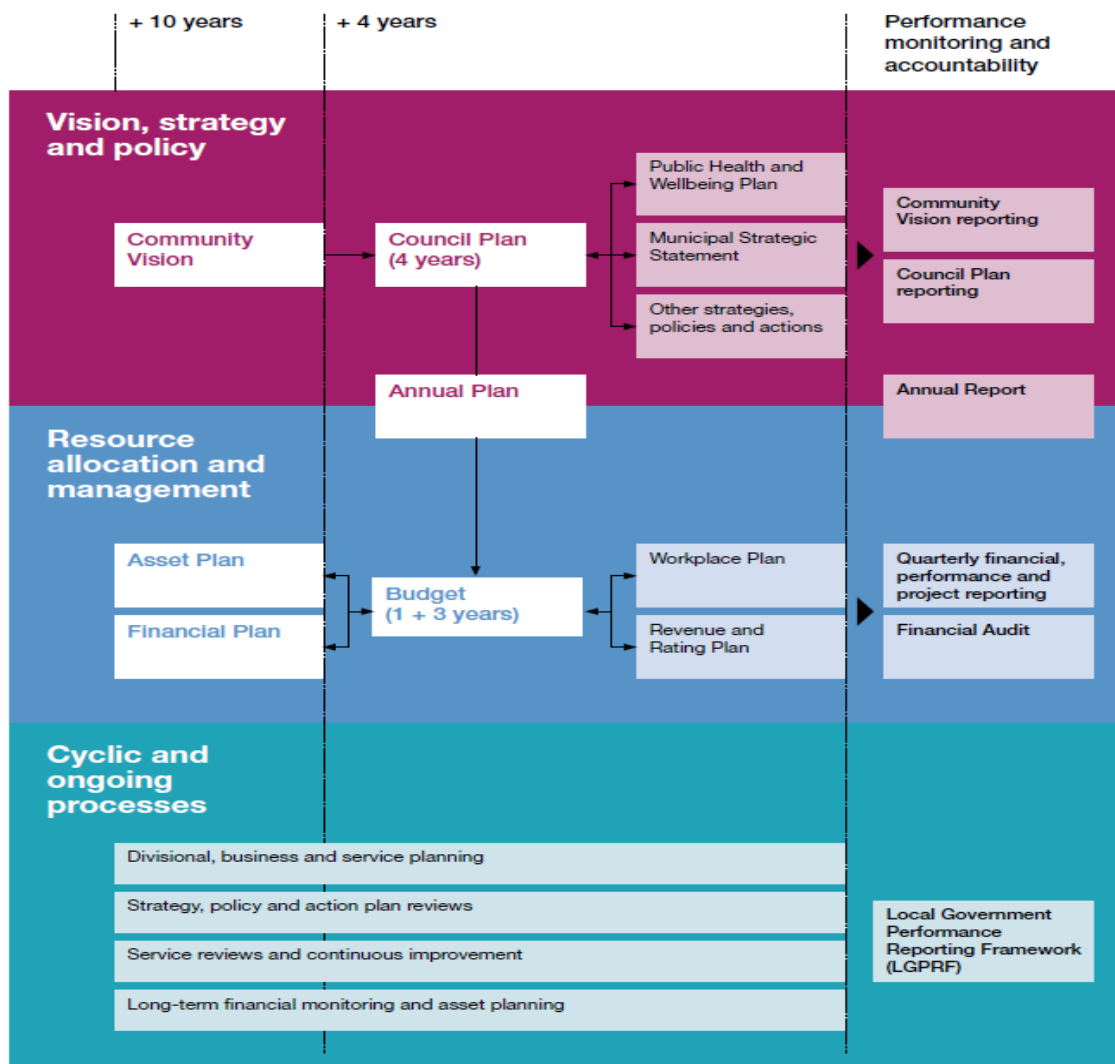 + 10 years
+ 4 years
Performance
monitoring and
accountability
Vision, strategy
and policy
Community
Vision
Council Plan
(4 years)
Public Health and
Wellbeing Plan
Municipal Strategic
Statement
Other strategies,
policies and actions
Community
Vision reporting
Council Plan
reporting
Annual Plan
Annual Report
Resource
allocation and
management
Asset Plan
Financial Plan
Budget
(1 + 3 years)
Workplace Plan
Revenue and
Rating Plan
Quarterly financial,
performance and
project reporting
Financial Audit
Cyclic and
ongoing
processes
Divisional, business and service planning
Strategy, policy and action plan reviews
Service reviews and continuous improvement
Long-term financial monitoring and asset planning
Local Government
Performance
Reporting Framework
(LGPRF)